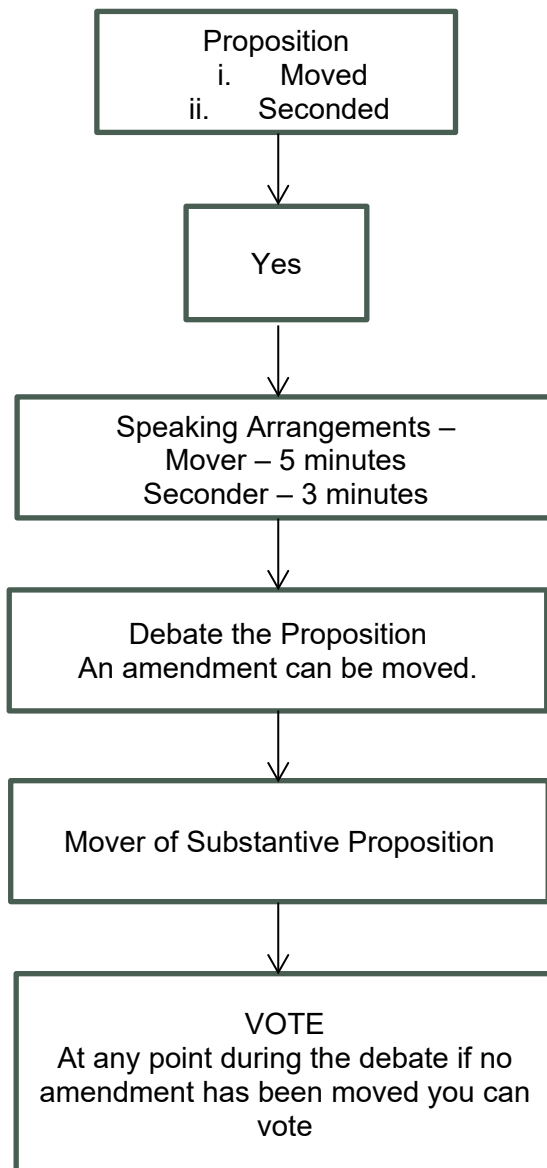 Proposition
i. Moved
ii. Seconded
Yes
Speaking Arrangements –
Mover – 5 minutes
Seconder – 3 minutes
Debate the Proposition
An amendment can be moved.
Mover of Substantive Proposition
VOTE
At any point during the debate if no
amendment has been moved you can
vote